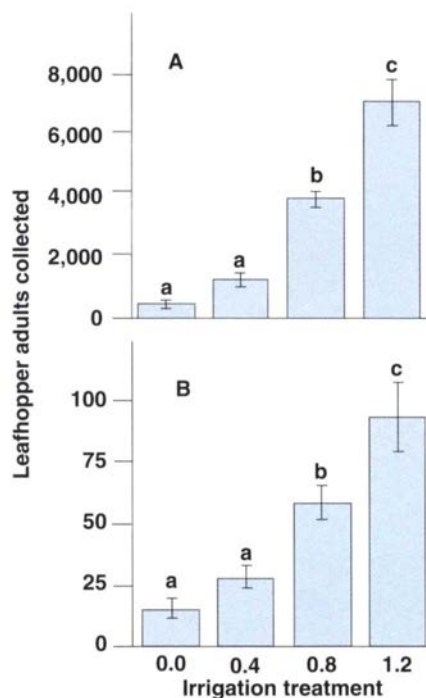 A
8,000
6,000
4,000
2,000
0
a
a
b
c
Leafhopper adults collected
B
100
75
50
25
0
a
a
b
c
0.0 0.4 0.8 1.2
Irrigation treatment